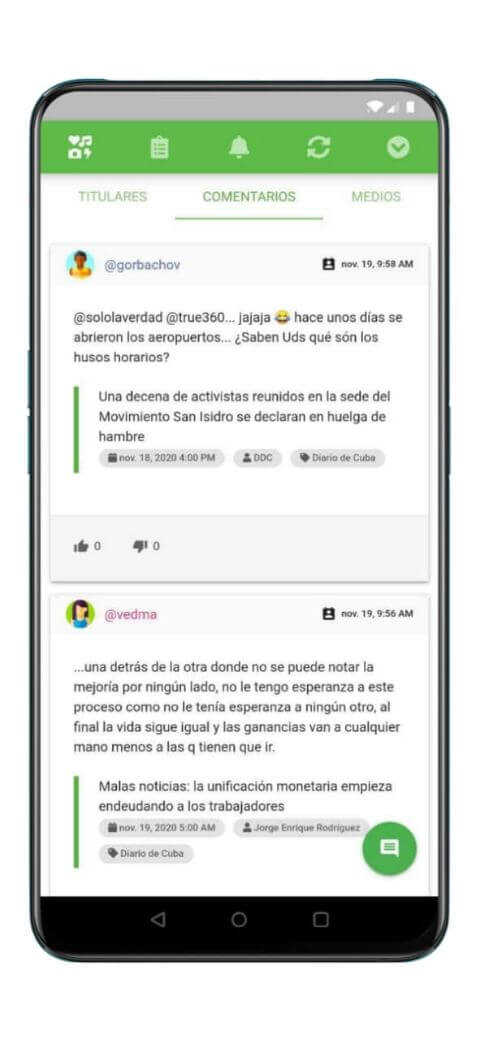 TITULARES COMENTARIOS MEDIOS
@gorbachov nov. 19, 9:58 AM
@sololaverdad @true360... jajaja 😂 hace unos días se
abrieron los aeropuertos... ¿Saben Uds qué són los
husos horarios?
Una decena de activistas reunidos en la sede del
Movimiento San Isidro se declaran en huelga de
hambre
nov. 18, 2020 4:00 PM DDC Diario de Cuba
0 0
@vedma nov. 19, 9:56 AM
...una detrás de la otra donde no se puede notar la
mejoría por ningún lado, no le tengo esperanza a este
proceso como no le tenía esperanza a ningún otro, al
final la vida sigue igual y las ganancias van a cualquier
mano menos a las q tienen que ir.
Malas noticias: la unificación monetaria empieza
endeudando a los trabajadores
nov. 19, 2020 5:00 AM Jorge Enrique Rodríguez
Diario de Cuba